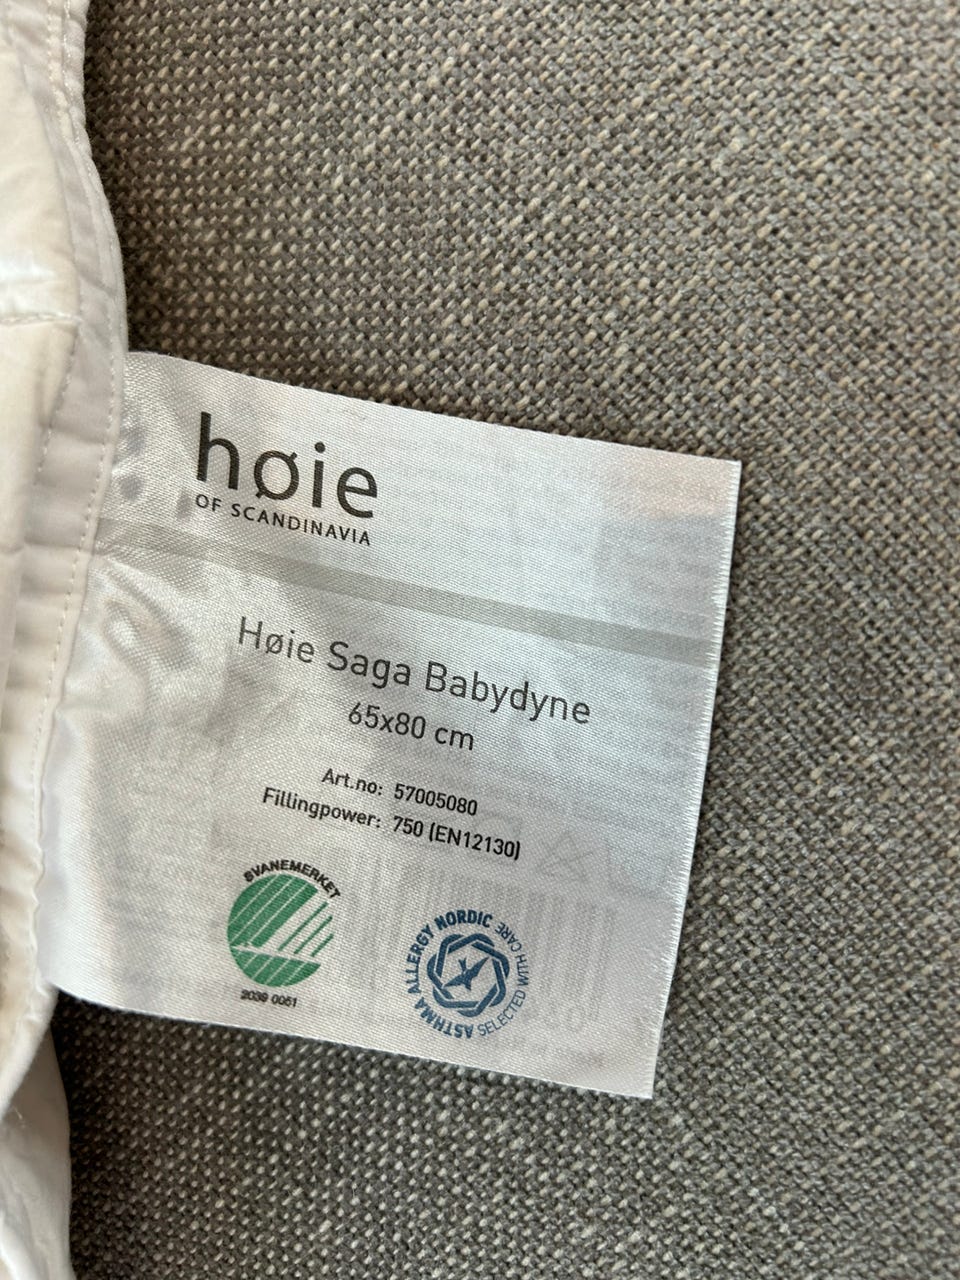 høie
OF SCANDINAVIA
Høie Saga Babydyne
65x80 cm
Art.no: 57005080
Fillingpower: 750 (EN12130)
SVANEMERKET
2039 0051
ASTHMA ALLERGY NORDIC
SELECTED WITH CARE